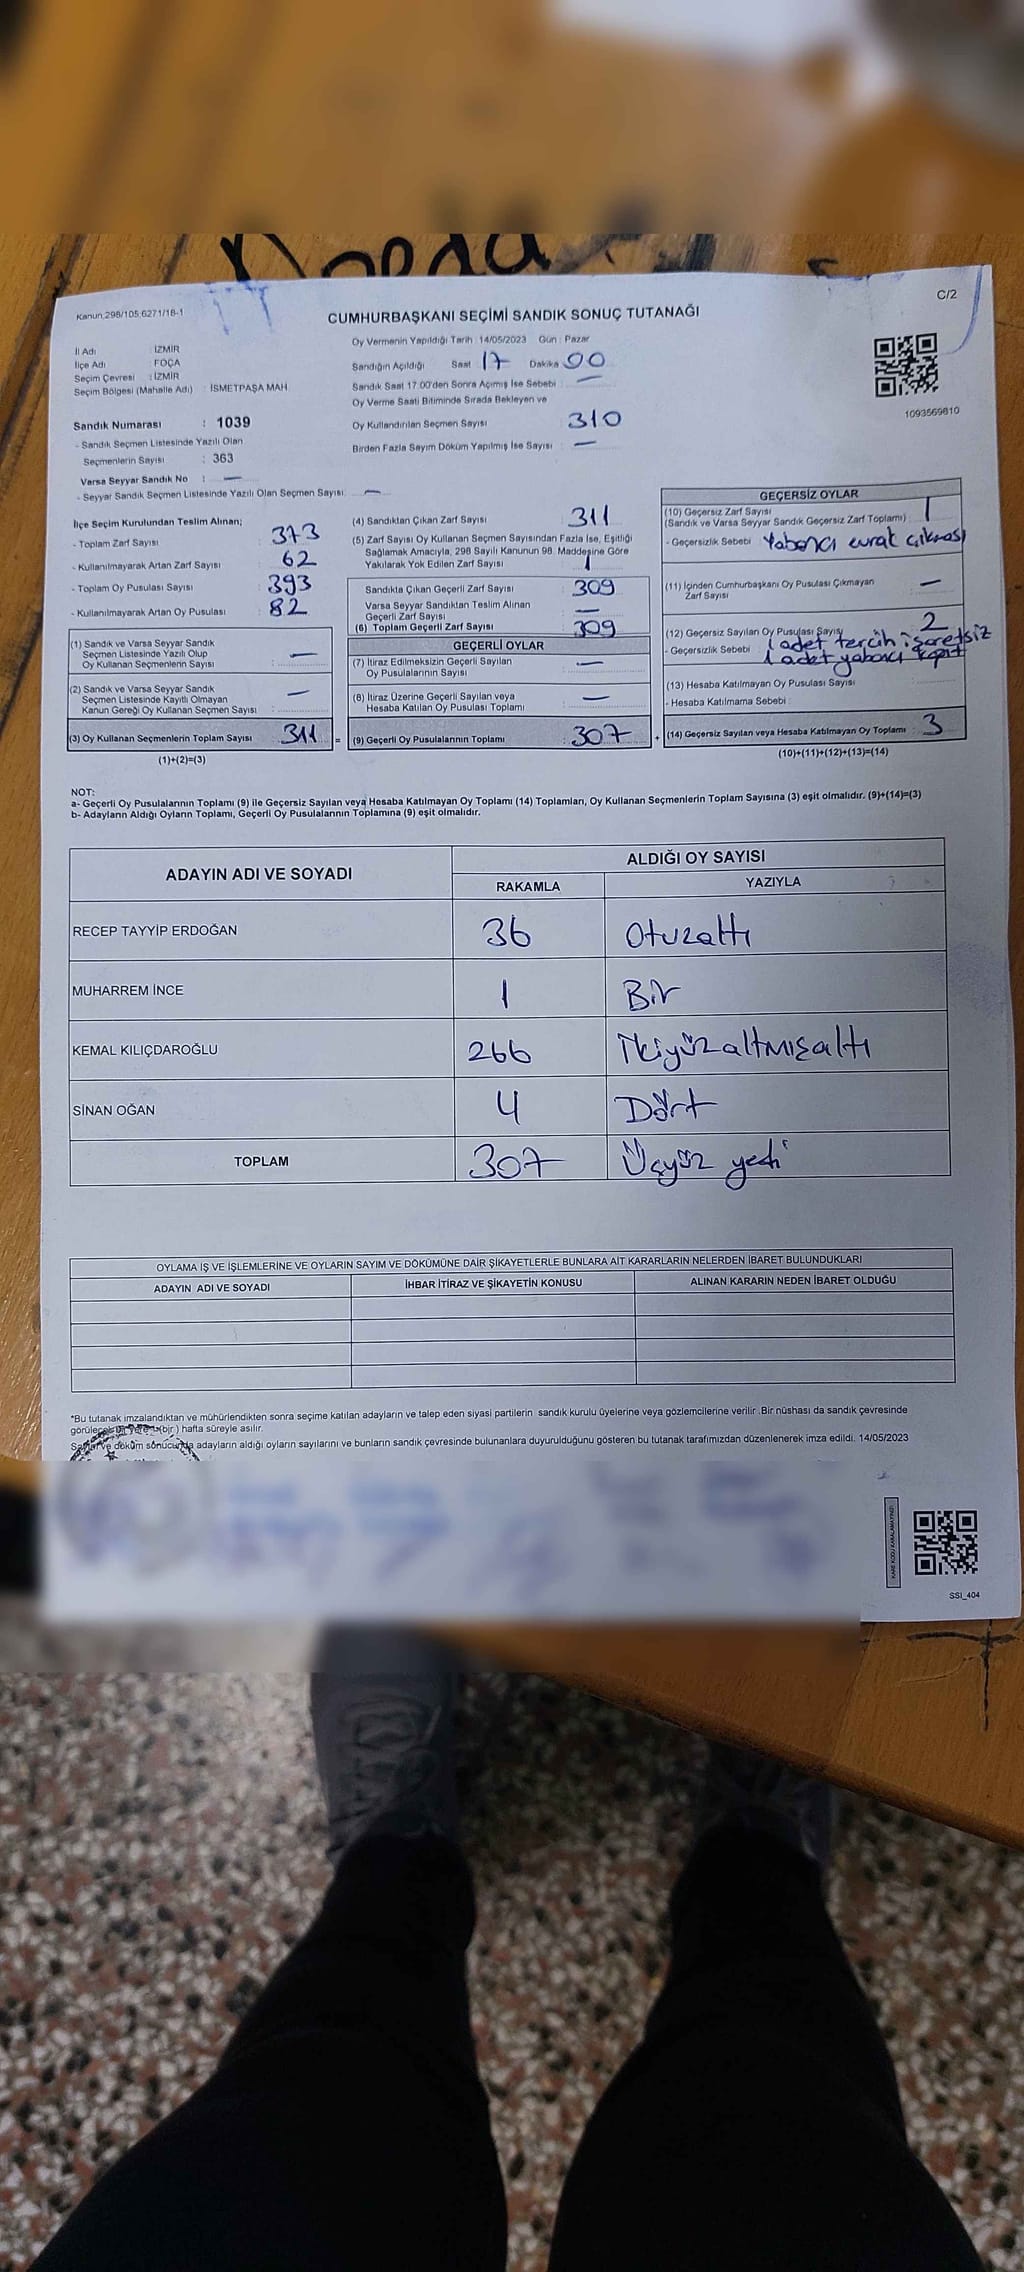 Kanun,298/105 6271/18-1
C/2
CUMHURBAŞKANI SEÇİMİ SANDIK SONUÇ TUTANAĞI
İl Adı : İZMİR
İlçe Adı : FOÇA
Seçim Çevresi : İZMİR
Seçim Bölgesi (Mahalle Adı) : İSMETPAŞA MAH.
Sandık Numarası : 1039
- Sandık Seçmen Listesinde Yazılı Olan
Seçmenlerin Sayısı : 363
Varsa Seyyar Sandık No : —
- Seyyar Sandık Seçmen Listesinde Yazılı Olan Seçmen Sayısı: —
Oy Vermenin Yapıldığı Tarih : 14/05/2023 Gün : Pazar
Sandığın Açıldığı Saat 17 Dakika 00
Sandık Saat 17:00'den Sonra Açımış İse Sebebi : —
Oy Verme Saati Bitiminde Sırada Bekleyen ve
Oy Kullandırılan Seçmen Sayısı 310
Birden Fazla Sayım Döküm Yapılmış İse Sayısı : —
1093569810
İlçe Seçim Kurulundan Teslim Alınan;
- Toplam Zarf Sayısı : 373
- Kullanılmayarak Artan Zarf Sayısı : 62
- Toplam Oy Pusulası Sayısı : 393
- Kullanılmayarak Artan Oy Pusulası : 82
(1) Sandık ve Varsa Seyyar Sandık
Seçmen Listesinde Yazılı Olup
Oy Kullanan Seçmenlerin Sayısı : —
(2) Sandık ve Varsa Seyyar Sandık
Seçmen Listesinde Kayıtlı Olmayan
Kanun Gereği Oy Kullanan Seçmen Sayısı : —
(3) Oy Kullanan Seçmenlerin Toplam Sayısı 311 =
(1)+(2)=(3)
(4) Sandıktan Çıkan Zarf Sayısı 311
(5) Zarf Sayısı Oy Kullanan Seçmen Sayısından Fazla İse, Eşitliği
Sağlamak Amacıyla, 298 Sayılı Kanunun 98. Maddesine Göre
Yakılarak Yok Edilen Zarf Sayısı 1
Sandıkta Çıkan Geçerli Zarf Sayısı 309
Varsa Seyyar Sandıktan Teslim Alınan
Geçerli Zarf Sayısı —
(6) Toplam Geçerli Zarf Sayısı 309
GEÇERLİ OYLAR
(7) İtiraz Edilmeksizin Geçerli Sayılan
Oy Pusulalarının Sayısı : —
(8) İtiraz Üzerine Geçerli Sayılan veya
Hesaba Katılan Oy Pusulası Toplamı : —
(9) Geçerli Oy Pusulalarının Toplamı : 307 +
GEÇERSİZ OYLAR
(10) Geçersiz Zarf Sayısı
(Sandık ve Varsa Seyyar Sandık Geçersiz Zarf Toplamı) : 1
- Geçersizlik Sebebi : Yabancı evrak çıkması
(11) İçinden Cumhurbaşkanı Oy Pusulası Çıkmayan
Zarf Sayısı —
(12) Geçersiz Sayılan Oy Pusulası Sayısı 2
- Geçersizlik Sebebi 1 adet tercih işaretsiz
1 adet yabancı kağıt
(13) Hesaba Katılmayan Oy Pusulası Sayısı
- Hesaba Katılmama Sebebi :
(14) Geçersiz Sayılan veya Hesaba Katılmayan Oy Toplamı : 3
(10)+(11)+(12)+(13)=(14)
NOT:
a- Geçerli Oy Pusulalarının Toplamı (9) ile Geçersiz Sayılan veya Hesaba Katılmayan Oy Toplamı (14) Toplamları, Oy Kullanan Seçmenlerin Toplam Sayısına (3) eşit olmalıdır. (9)+(14)=(3)
b- Adayların Aldığı Oyların Toplamı, Geçerli Oy Pusulalarının Toplamına (9) eşit olmalıdır.
ADAYIN ADI VE SOYADI
ALDIĞI OY SAYISI
RAKAMLA YAZIYLA
RECEP TAYYİP ERDOĞAN 36 Otuzaltı
MUHARREM İNCE 1 Bir
KEMAL KILIÇDAROĞLU 266 İkiyüzaltmışaltı
SİNAN OĞAN 4 Dört
TOPLAM 307 Üçyüz yedi
OYLAMA İŞ VE İŞLEMLERİNE VE OYLARIN SAYIM VE DÖKÜMÜNE DAİR ŞİKAYETLERLE BUNLARA AİT KARARLARIN NELERDEN İBARET BULUNDUKLARI
ADAYIN ADI VE SOYADI İHBAR İTİRAZ VE ŞİKAYETİN KONUSU ALINAN KARARIN NEDEN İBARET OLDUĞU
*Bu tutanak imzalandıktan ve mühürlendikten sonra seçime katılan adayların ve talep eden siyasi partilerin sandık kurulu üyelerine veya gözlemcilerine verilir. Bir nüshası da sandık çevresinde
görülecek bir yere 1 (bir) hafta süreyle asılır.
Sayım ve döküm sonucunda adayların aldığı oyların sayılarını ve bunların sandık çevresinde bulunanlara duyurulduğunu gösteren bu tutanak tarafımızdan düzenlenerek imza edildi. 14/05/2023
KARE KODU KARALAMAYINIZ!
SSI_404